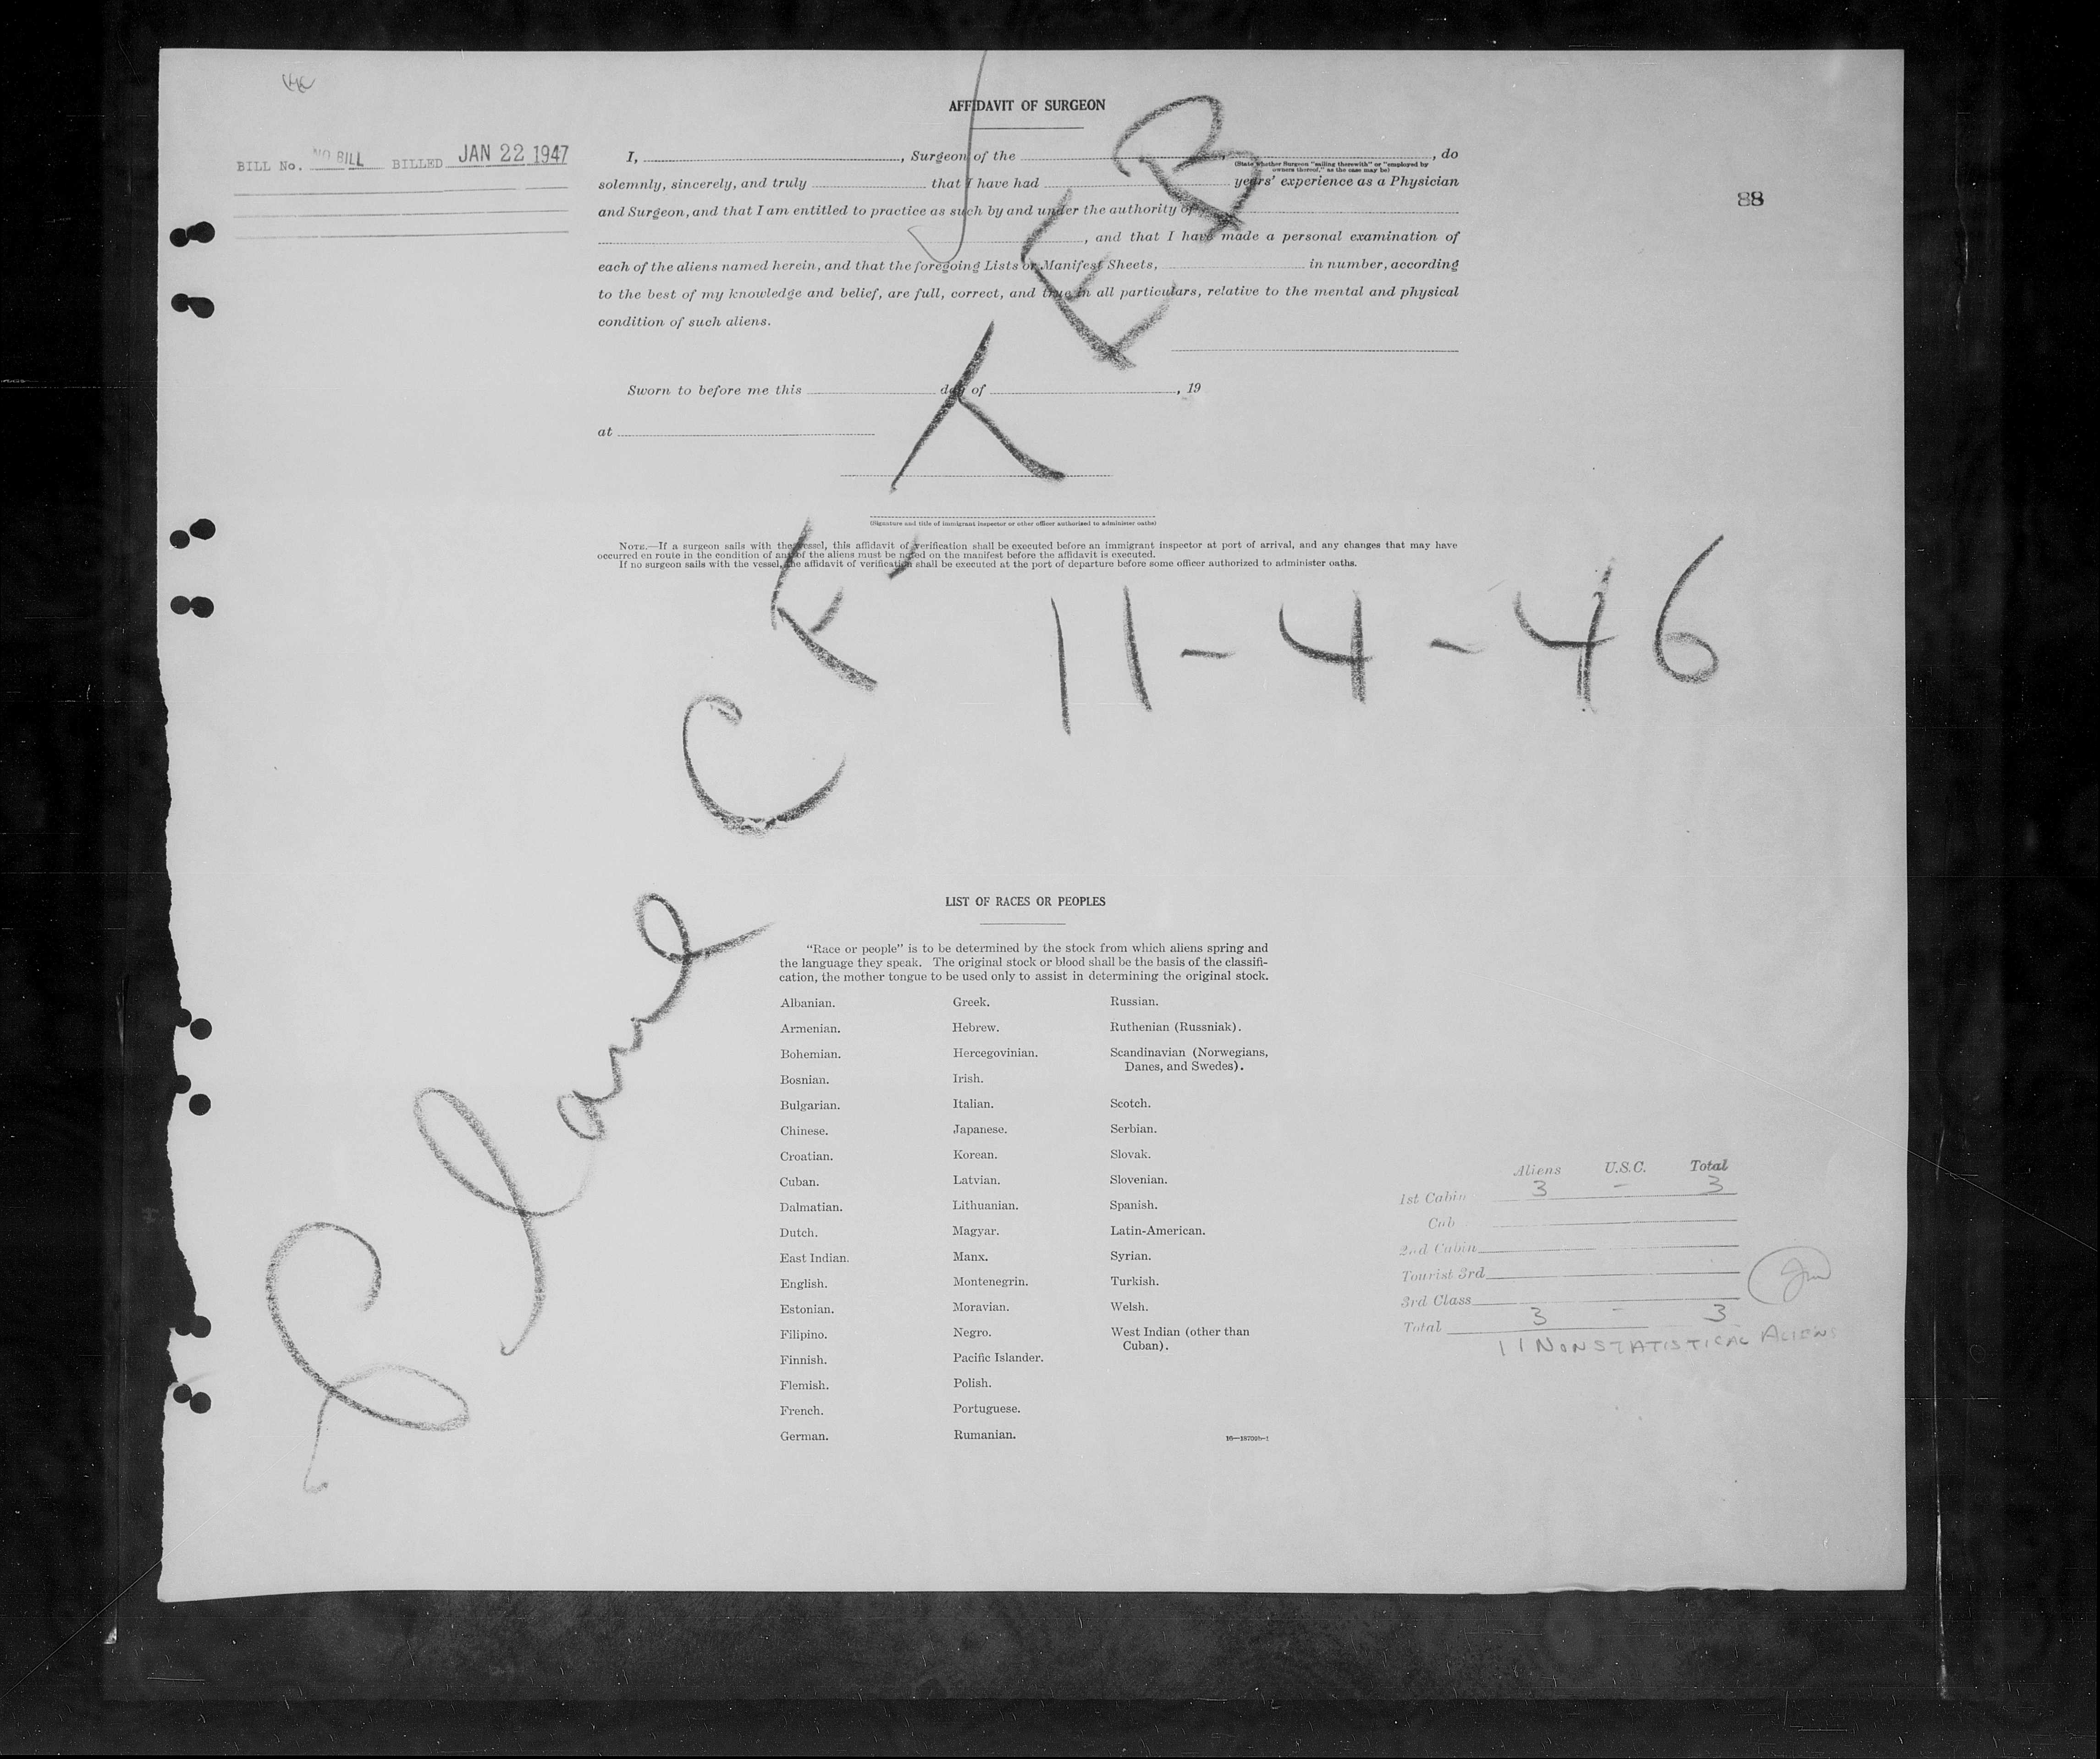 AFFIDAVIT OF SURGEON
BILL No. NO BILL BILLED JAN 22 1947
I, , Surgeon of the , , do
(State whether Surgeon "sailing therewith" or "employed by
owners thereof," as the case may be)
solemnly, sincerely, and truly that I have had years' experience as a Physician
and Surgeon, and that I am entitled to practice as such by and under the authority of
88
, and that I have made a personal examination of
each of the aliens named herein, and that the foregoing Lists or Manifest Sheets, in number, according
to the best of my knowledge and belief, are full, correct, and true in all particulars, relative to the mental and physical
condition of such aliens.
Sworn to before me this day of , 19
at
(Signature and title of immigrant inspector or other officer authorized to administer oaths)
NOTE.—If a surgeon sails with the vessel, this affidavit of verification shall be executed before an immigrant inspector at port of arrival, and any changes that may have
occurred en route in the condition of any of the aliens must be noted on the manifest before the affidavit is executed.
If no surgeon sails with the vessel, the affidavit of verification shall be executed at the port of departure before some officer authorized to administer oaths.
11-4-46
LIST OF RACES OR PEOPLES
"Race or people" is to be determined by the stock from which aliens spring and
the language they speak. The original stock or blood shall be the basis of the classifi-
cation, the mother tongue to be used only to assist in determining the original stock.
Albanian. Greek. Russian.
Armenian. Hebrew. Ruthenian (Russniak).
Bohemian. Hercegovinian. Scandinavian (Norwegians,
Danes, and Swedes).
Bosnian. Irish.
Bulgarian. Italian. Scotch.
Chinese. Japanese. Serbian.
Croatian. Korean. Slovak.
Cuban. Latvian. Slovenian.
Dalmatian. Lithuanian. Spanish.
Dutch. Magyar. Latin-American.
East Indian. Manx. Syrian.
English. Montenegrin. Turkish.
Estonian. Moravian. Welsh.
Filipino. Negro. West Indian (other than
Cuban).
Finnish. Pacific Islander.
Flemish. Polish.
French. Portuguese.
German. Rumanian.
16—18709b-1
Aliens U.S.C. Total
1st Cabin 3 – 3
Cab
2nd Cabin
Tourist 3rd
3rd Class
Total 3 – 3
11 NONSTATISTICAL ALIENS